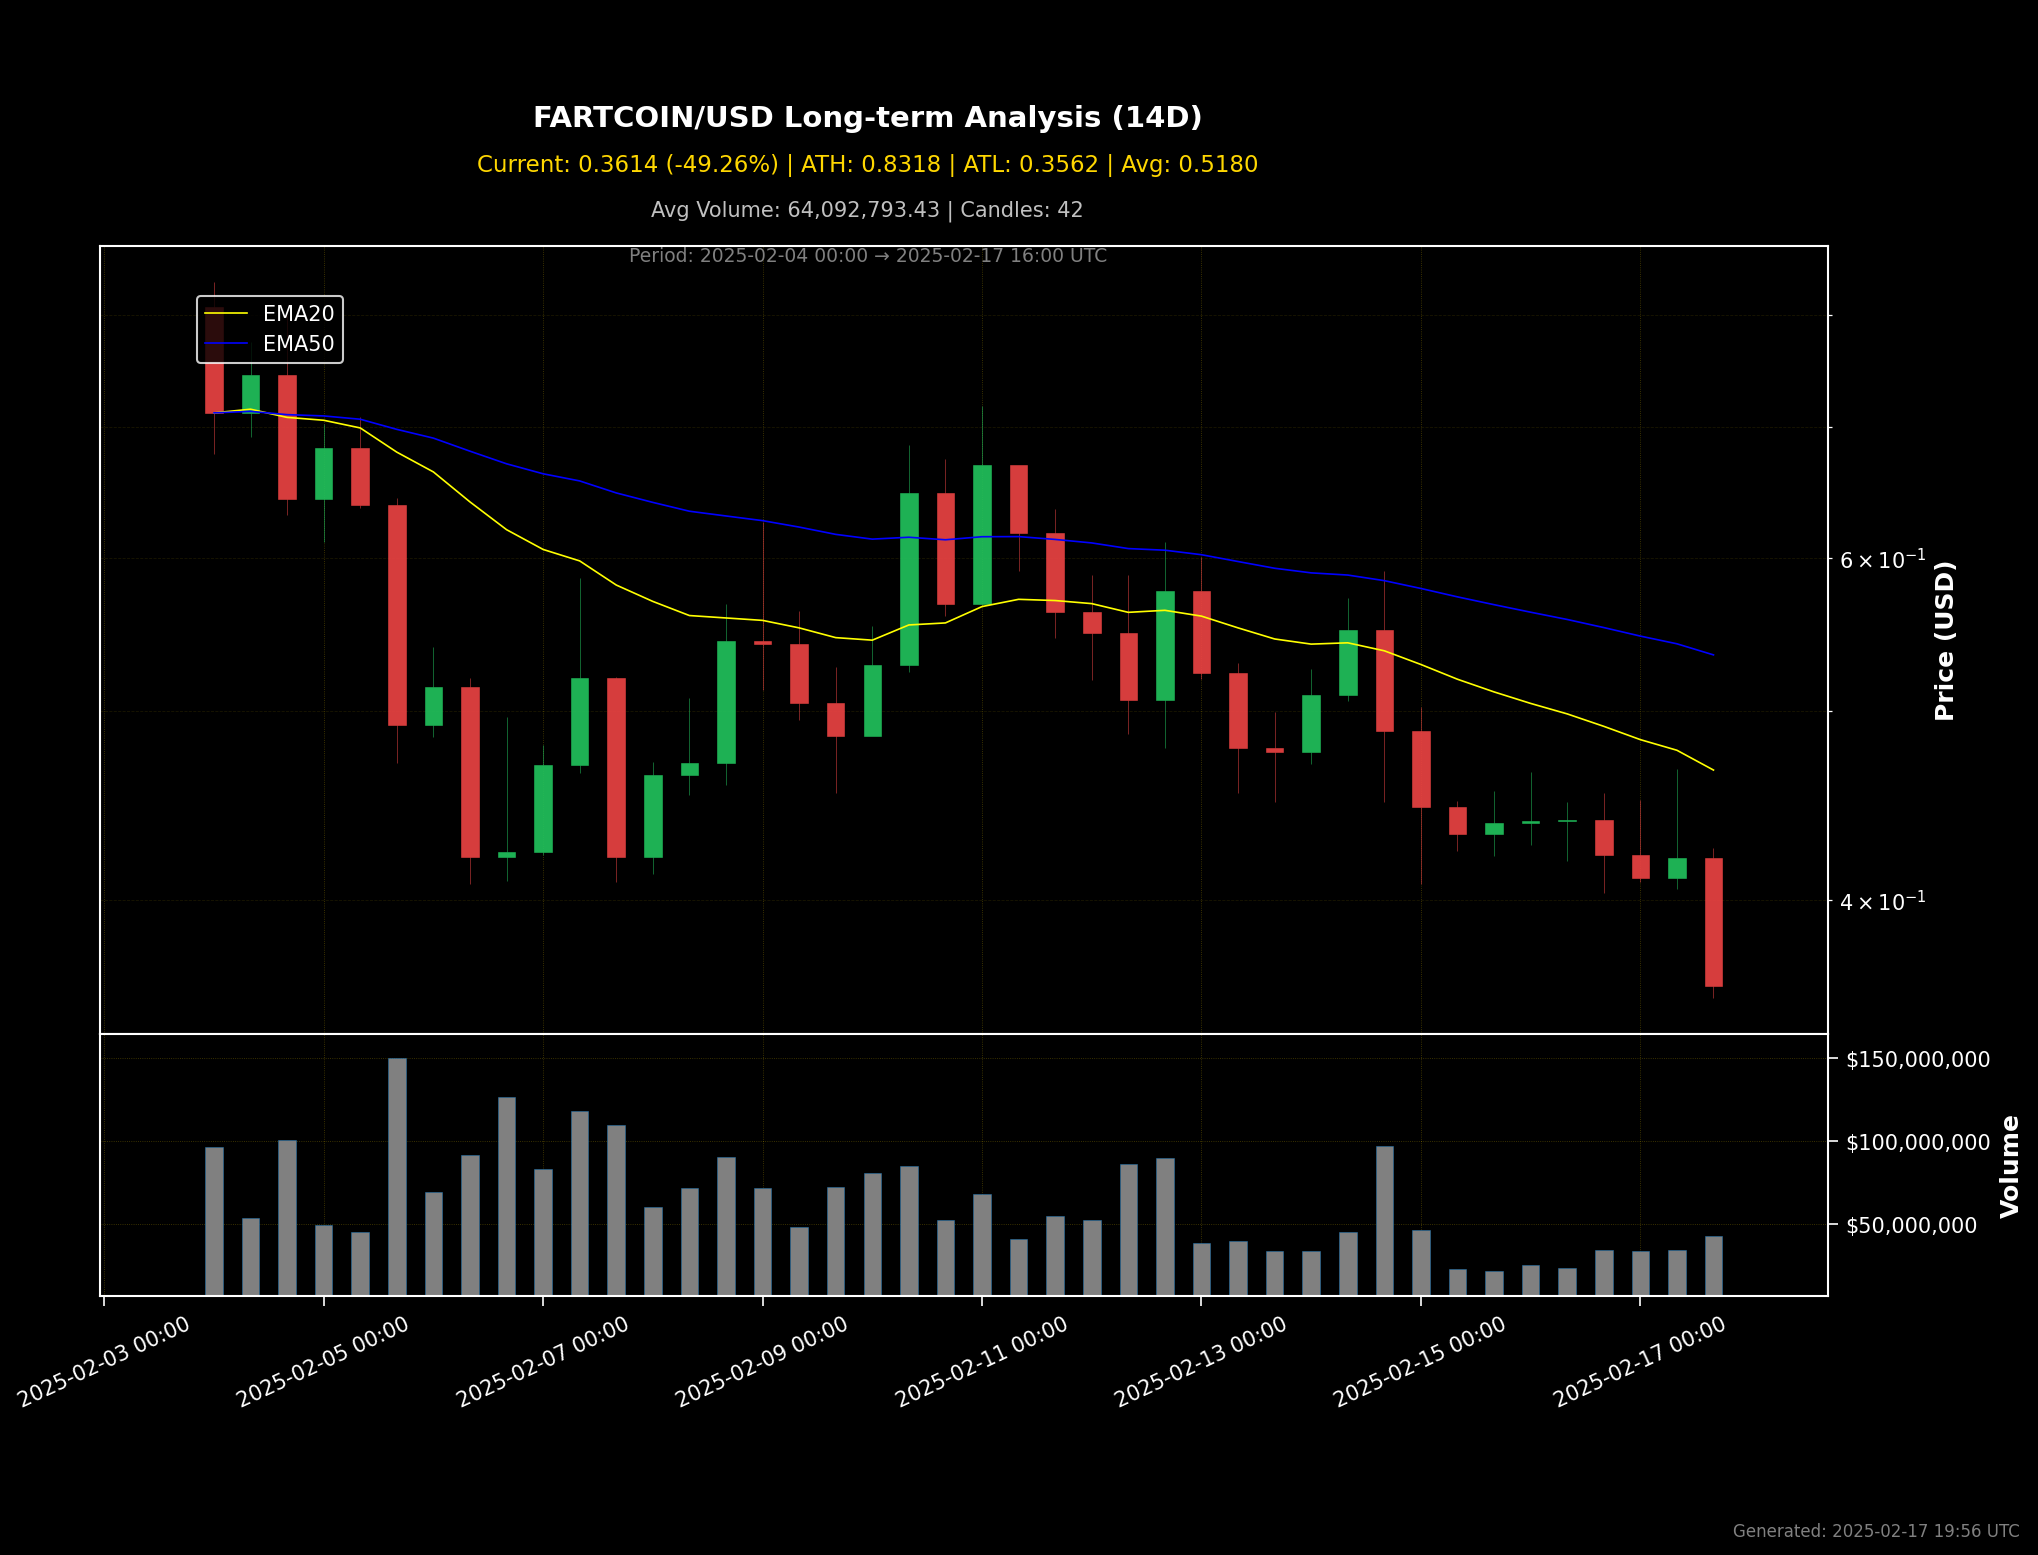 FARTCOIN/USD Long-term Analysis (14D)
Current: 0.3614 (-49.26%) | ATH: 0.8318 | ATL: 0.3562 | Avg: 0.5180
Avg Volume: 64,092,793.43 | Candles: 42
Period: 2025-02-04 00:00 → 2025-02-17 16:00 UTC
EMA20
EMA50
6 × 10⁻¹
4 × 10⁻¹
Price (USD)
$150,000,000
$100,000,000
$50,000,000
Volume
2025-02-03 00:00
2025-02-05 00:00
2025-02-07 00:00
2025-02-09 00:00
2025-02-11 00:00
2025-02-13 00:00
2025-02-15 00:00
2025-02-17 00:00
Generated: 2025-02-17 19:56 UTC